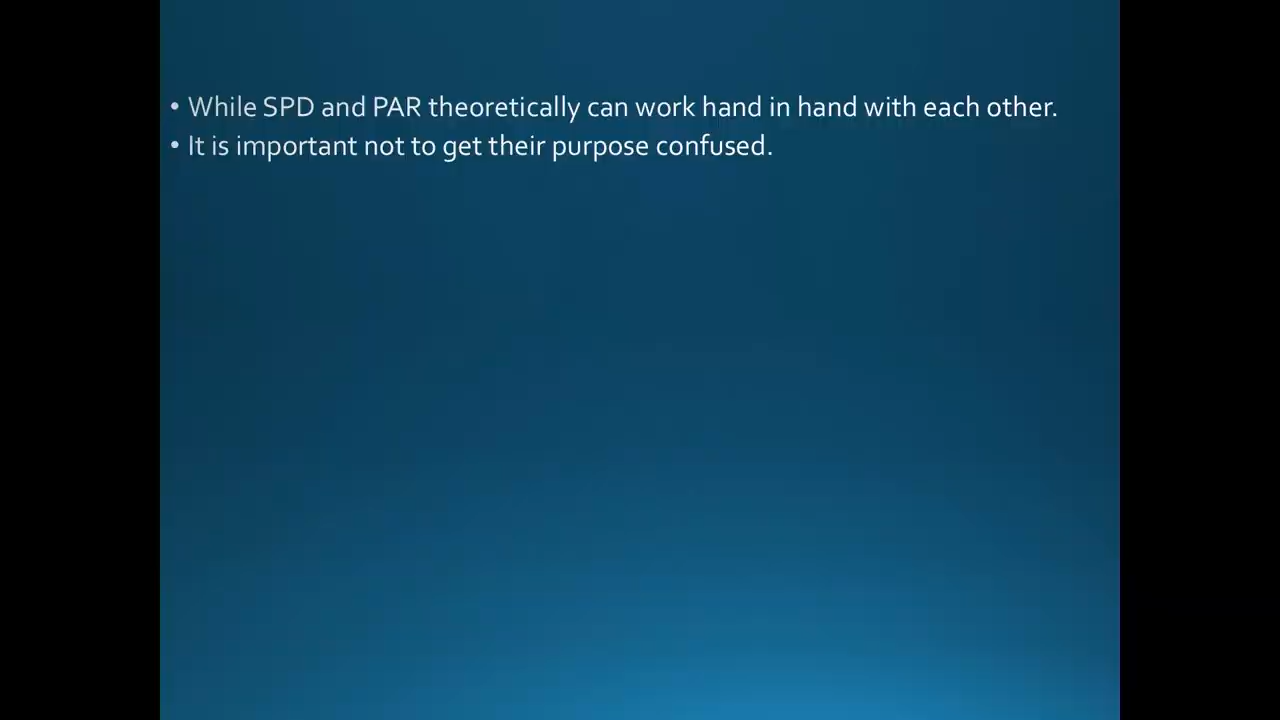 • While SPD and PAR theoretically can work hand in hand with each other.
• It is important not to get their purpose confused.